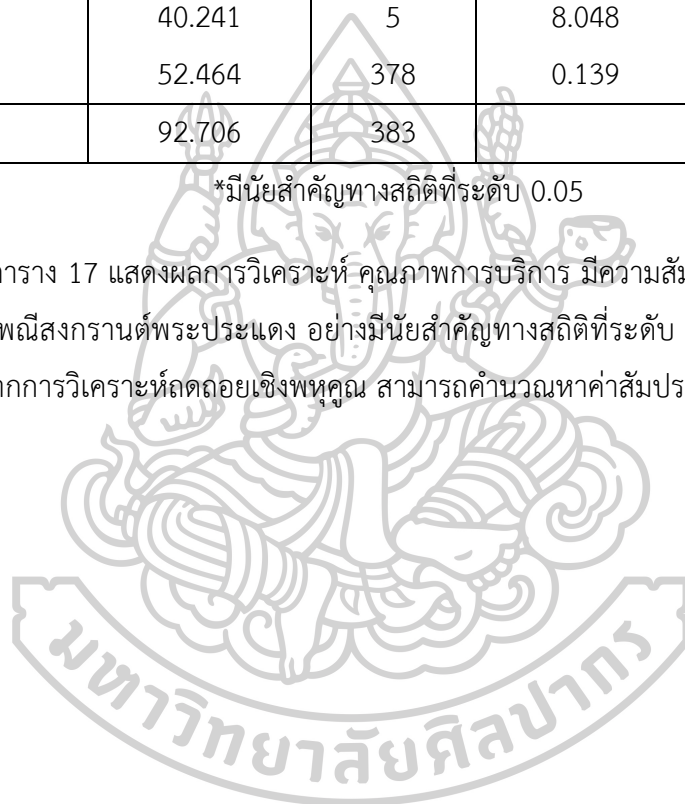 40.241 5 8.048
52.464 378 0.139
92.706 383
*มีนัยสำคัญทางสถิติที่ระดับ 0.05
ตาราง 17 แสดงผลการวิเคราะห์ คุณภาพการบริการ มีความสัม
พณีสงกรานต์พระประแดง อย่างมีนัยสำคัญทางสถิติที่ระดับ
ากการวิเคราะห์ถดถอยเชิงพหุคูณ สามารถคำนวณหาค่าสัมปร
มหาวิทยาลัยศิลปากร